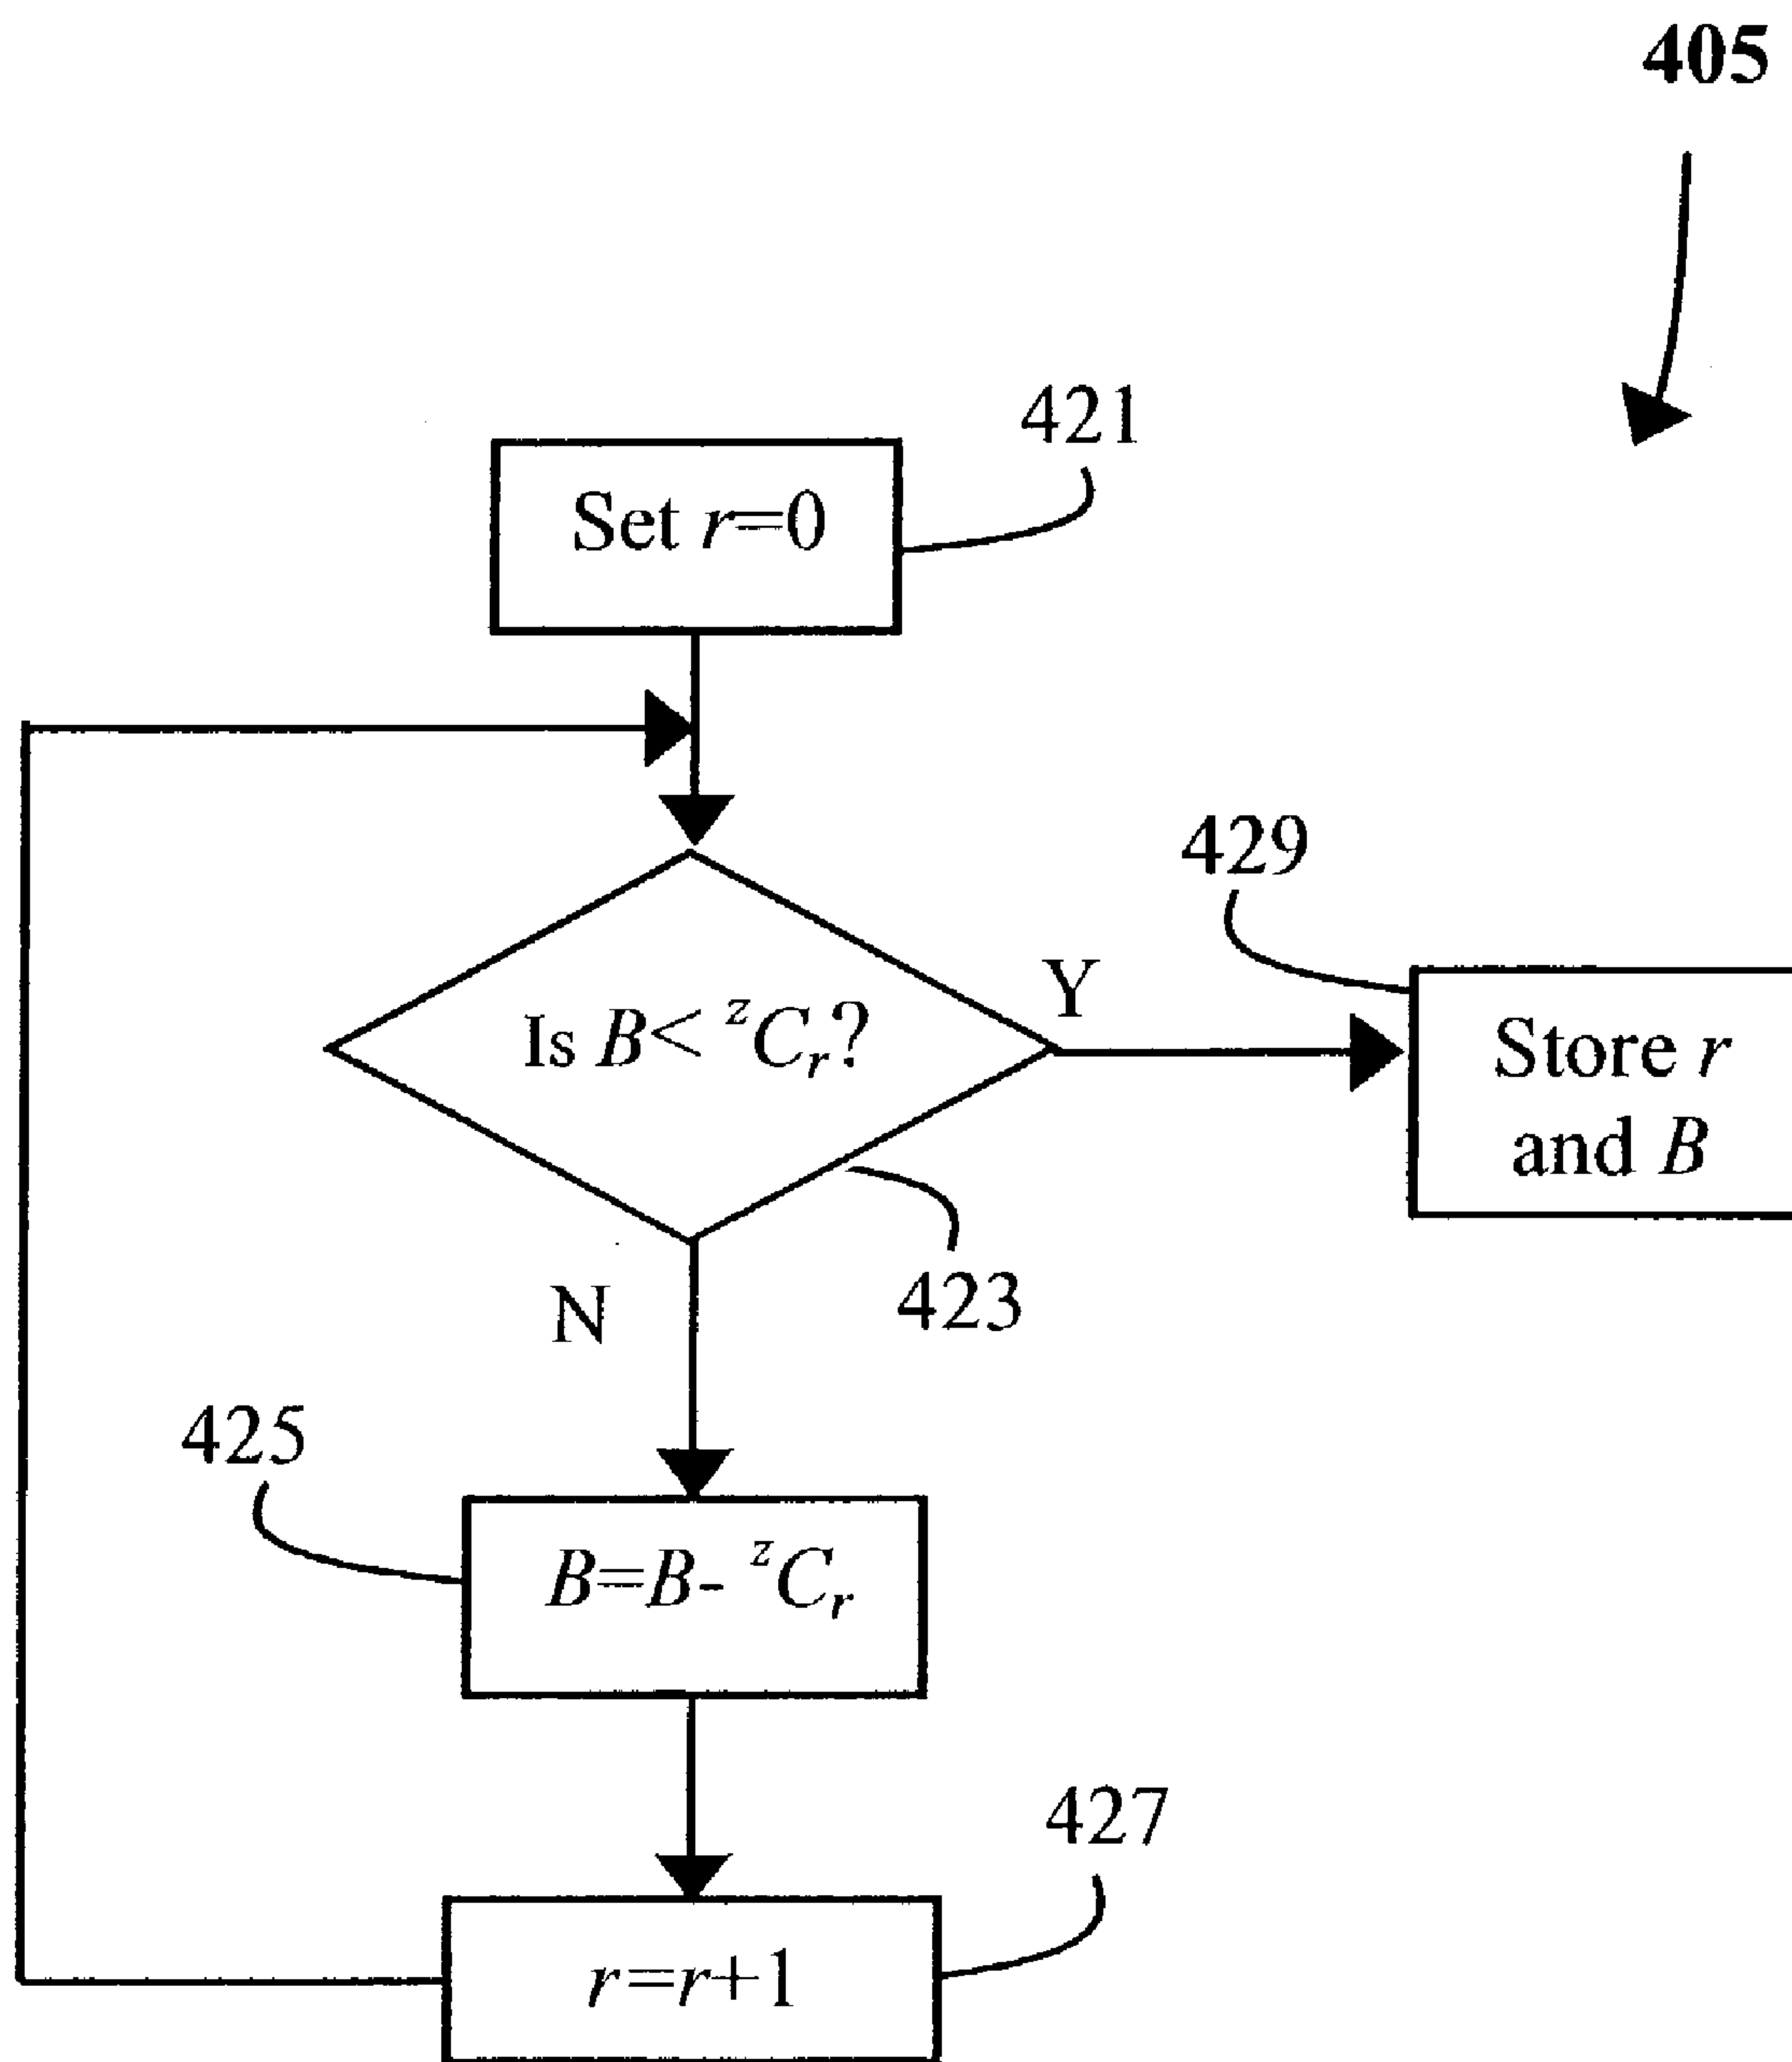 405
421
Set r=0
429
Is B< ᶻCᵣ?
Y
Store r
and B
423
N
425
B=B- ᶻCᵣ
427
r=r+1